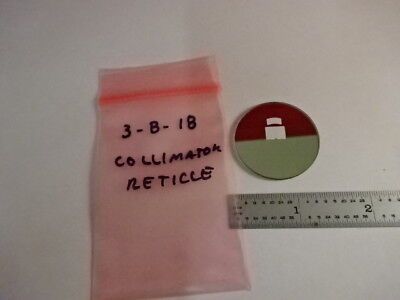 3-B-18
COLLIMATOR
RETICLE
1 2